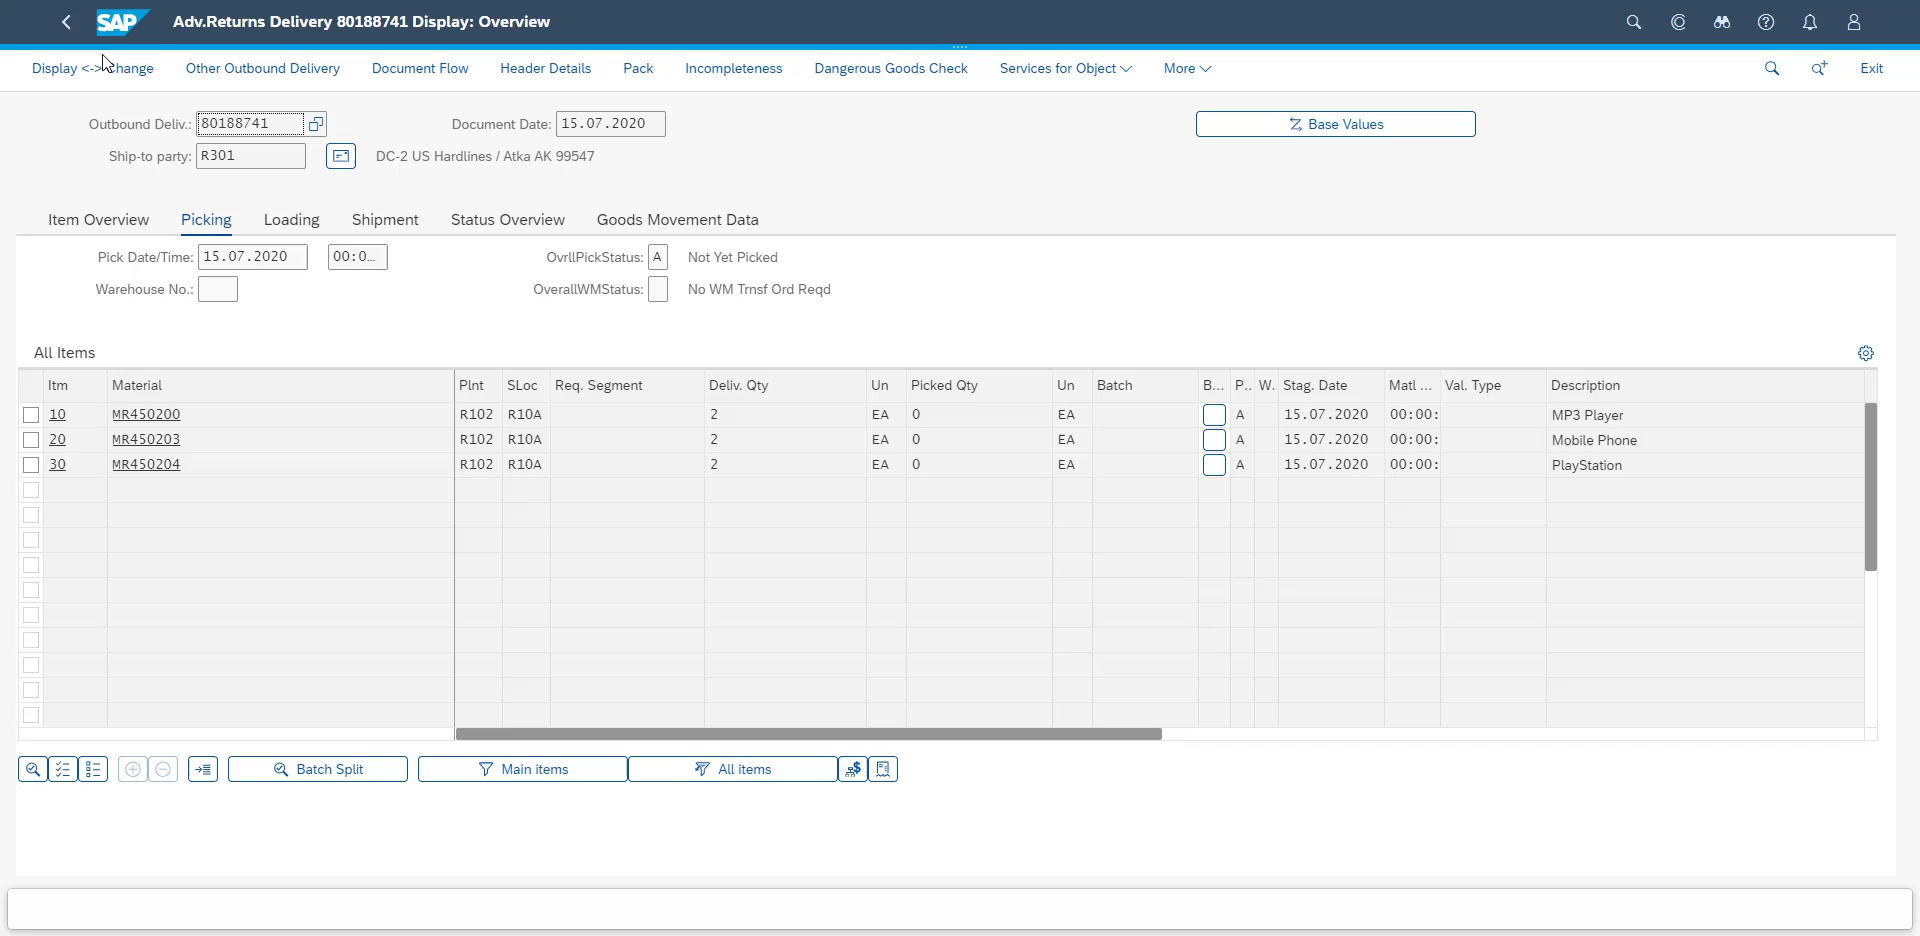 SAP Adv.Returns Delivery 80188741 Display: Overview
Display <-> Change Other Outbound Delivery Document Flow Header Details Pack Incompleteness Dangerous Goods Check Services for Object More Exit
Outbound Deliv.: 80188741 Document Date: 15.07.2020 Base Values
Ship-to party: R301 DC-2 US Hardlines / Atka AK 99547
Item Overview Picking Loading Shipment Status Overview Goods Movement Data
Pick Date/Time: 15.07.2020 00:0... OvrllPickStatus: A Not Yet Picked
Warehouse No.: OverallWMStatus: No WM Trnsf Ord Reqd
All Items
Itm Material Plnt SLoc Req. Segment Deliv. Qty Un Picked Qty Un Batch B... P.. W. Stag. Date Matl ... Val. Type Description
10 MR450200 R102 R10A 2 EA 0 EA A 15.07.2020 00:00: MP3 Player
20 MR450203 R102 R10A 2 EA 0 EA A 15.07.2020 00:00: Mobile Phone
30 MR450204 R102 R10A 2 EA 0 EA A 15.07.2020 00:00: PlayStation
Batch Split Main items All items